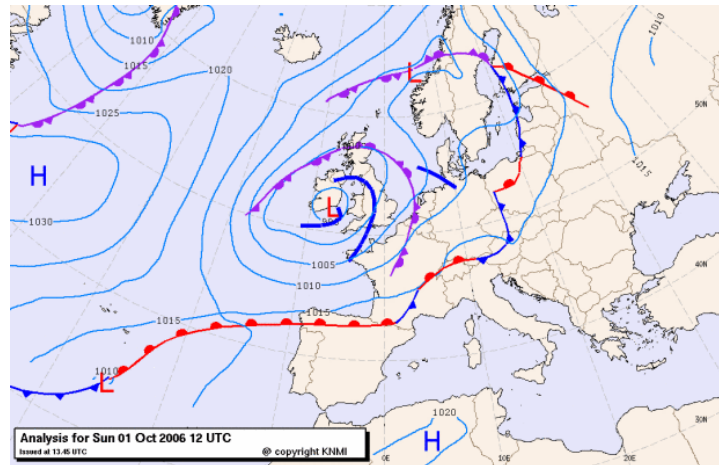 1010
1010
1015
1020
L
1025
50N
H
1015
L
1030
1005
40N
1010
1015
1015
1010
L
1020
30N
H
Analysis for Sun 01 Oct 2006 12 UTC
Issued at 13.45 UTC
@ copyright KNMI
0E
10E
20E